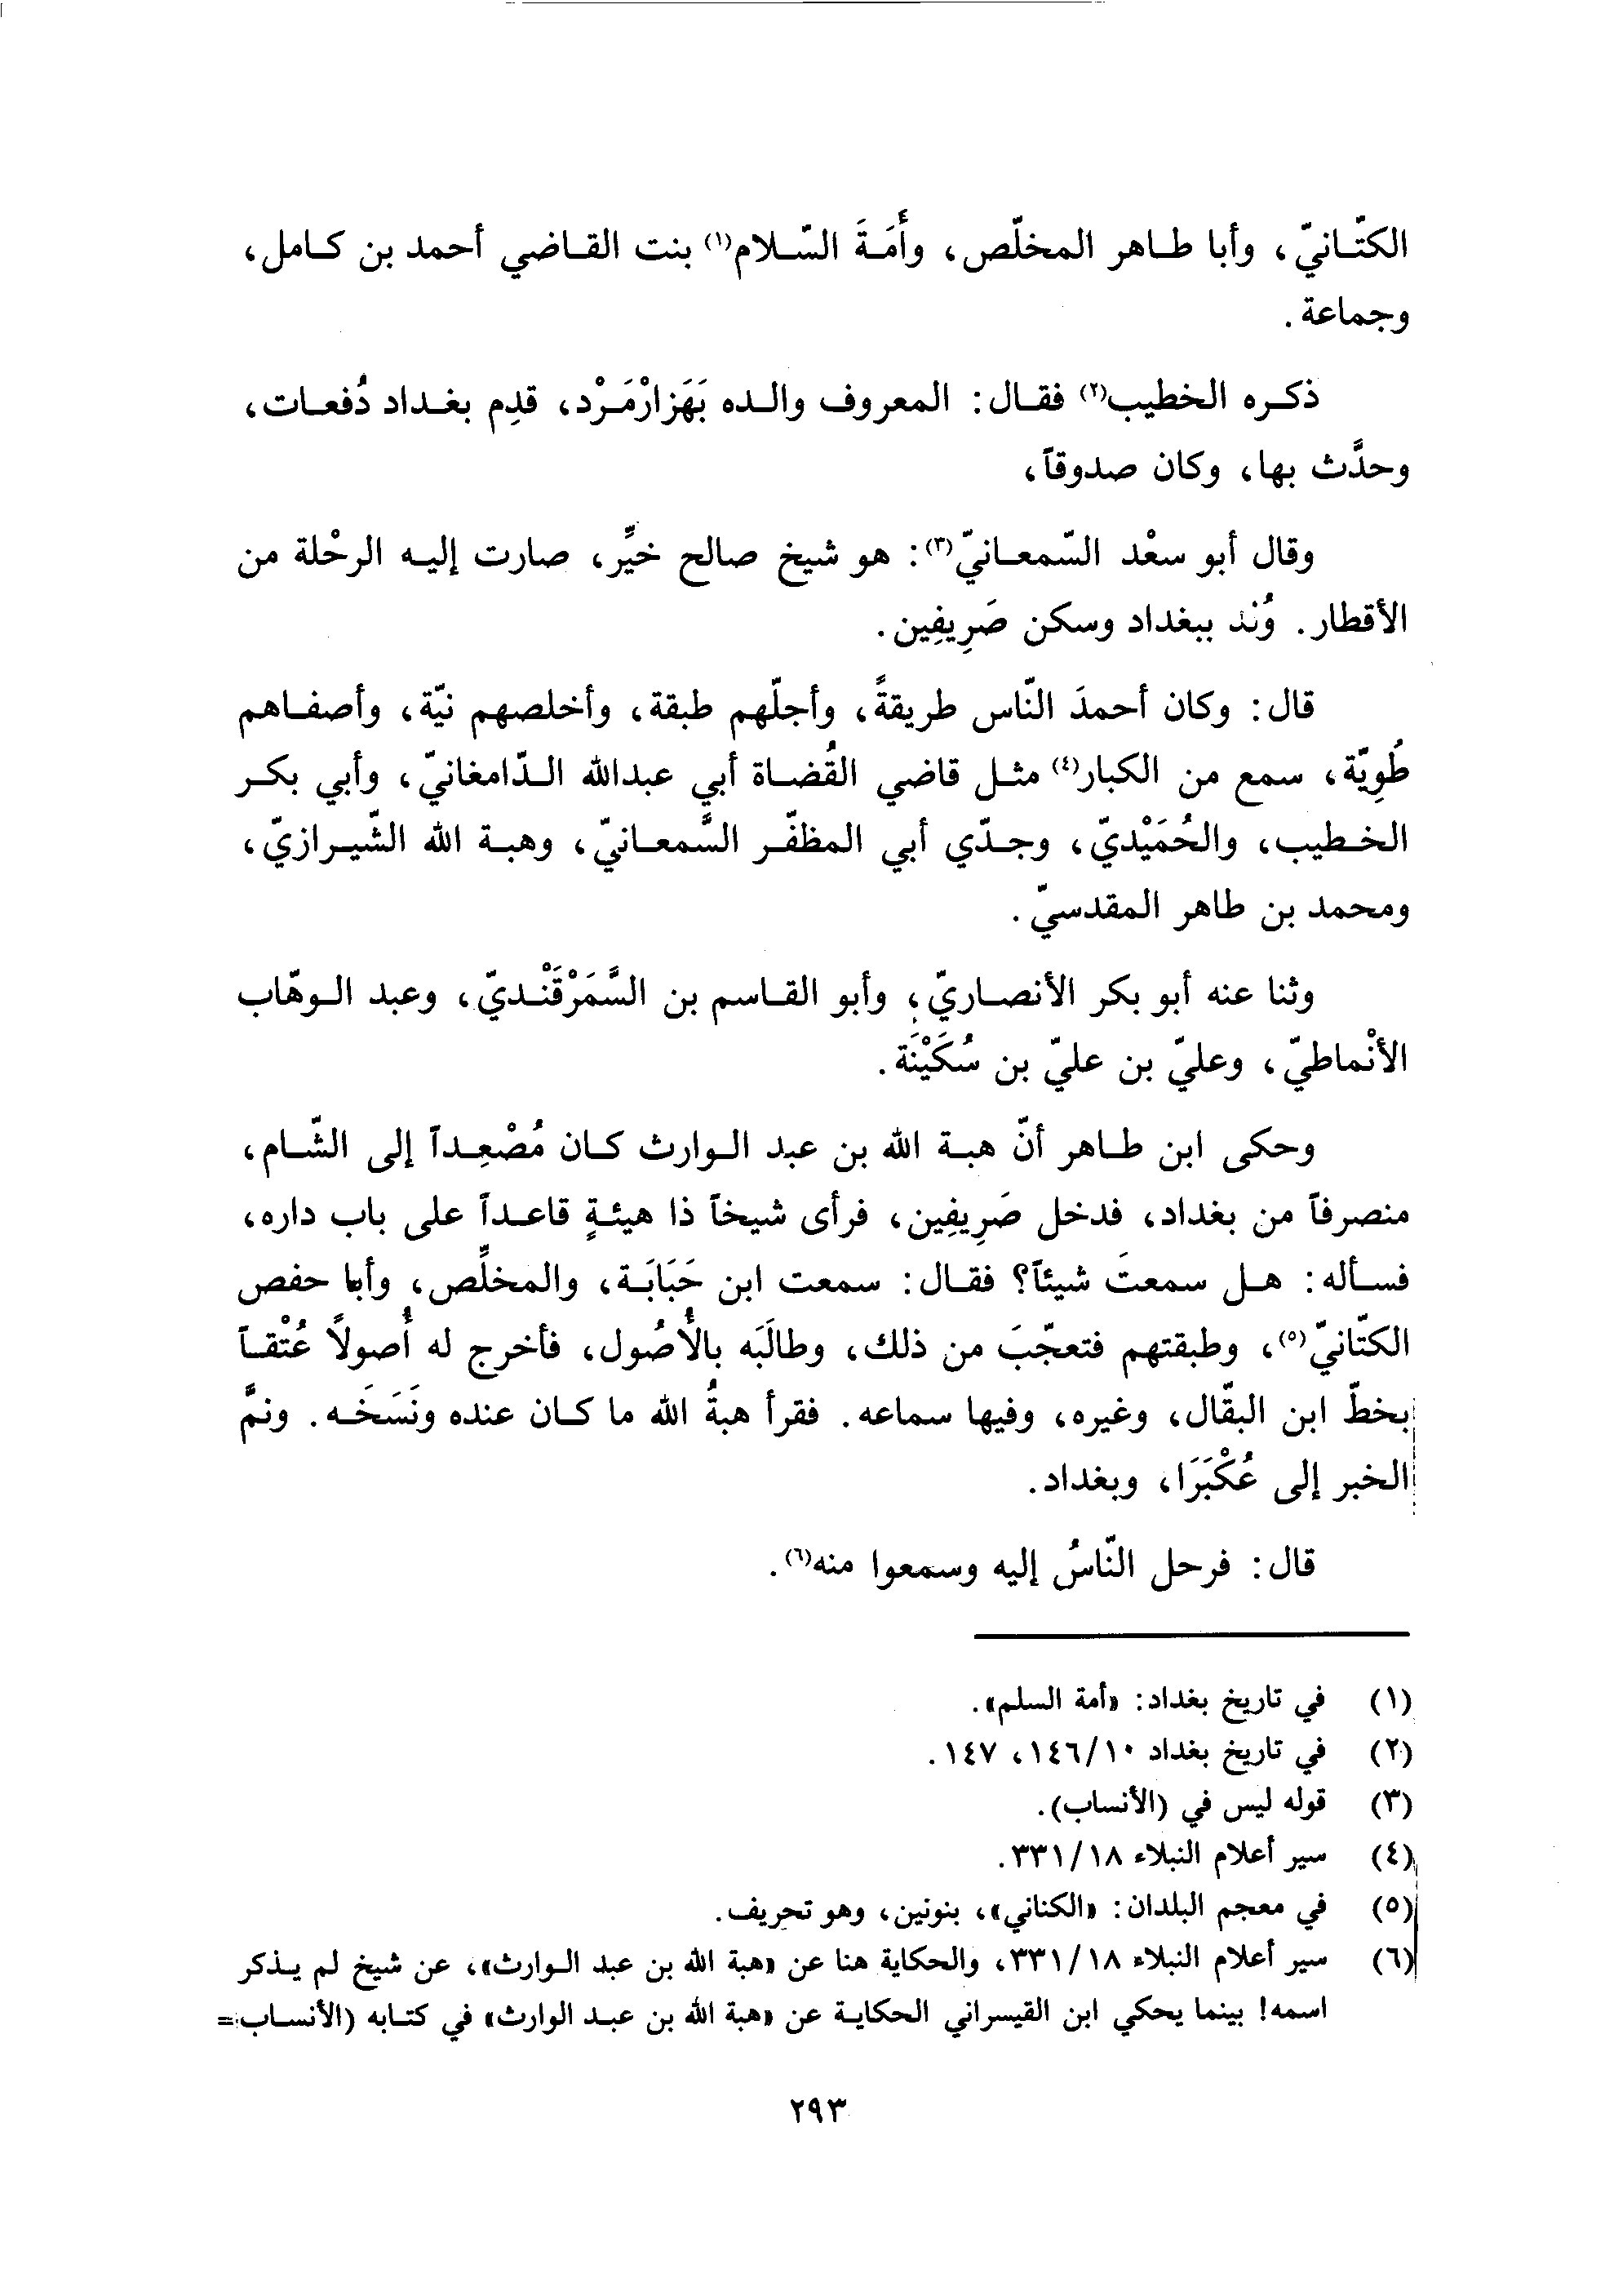 الكتّانيّ، وأبا طاهر المخلّص، وأَمَةَ السّلام(١) بنت القاضي أحمد بن كامل،
وجماعة.
ذكره الخطيب(٢) فقال: المعروف والده بَهَزارْمَرْد، قدِم بغداد دُفعات،
وحدَّث بها، وكان صدوقاً،
وقال أبو سعْد السّمعانيّ(٣): هو شيخ صالح خيِّر، صارت إليه الرحْلة من
الأقطار. وُلد ببغداد وسكن صَرِيفِين.
قال: وكان أحمدَ النّاس طريقةً، وأجلّهم طبقة، وأخلصهم نيّة، وأصفاهم
طُوِيّة، سمع من الكبار(٤) مثل قاضي القُضاة أبي عبدالله الدّامغانيّ، وأبي بكر
الخطيب، والحُمَيْديّ، وجدّي أبي المظفّر السَّمعانيّ، وهبة الله الشّيرازيّ،
ومحمد بن طاهر المقدسيّ.
وثنا عنه أبو بكر الأنصاريّ، وأبو القاسم بن السَّمَرْقَنْديّ، وعبد الوهّاب
الأنْماطيّ، وعليّ بن عليّ بن سُكَيْنَة.
وحكى ابن طاهر أنّ هبة الله بن عبد الوارث كان مُصْعِداً إلى الشّام،
منصرفاً من بغداد، فدخل صَرِيفِين، فرأى شيخاً ذا هيئةٍ قاعداً على باب داره،
فسأله: هل سمعتَ شيئاً؟ فقال: سمعت ابن حَبَابَة، والمخلِّص، وأبا حفص
الكتّانيّ(٥)، وطبقتهم فتعجّبَ من ذلك، وطالَبَه بالأُصُول، فأخرج له أُصولاً عُتْقاً
بخطّ ابن البقّال، وغيره، وفيها سماعه. فقرأ هبةُ الله ما كان عنده ونَسَخَه. ونمَّ
الخبر إلى عُكْبَرَا، وبغداد.
قال: فرحل النّاسُ إليه وسمعوا منه(٦).
(١) في تاريخ بغداد: «أمة السلم».
(٢) في تاريخ بغداد ١٤٦/١٠، ١٤٧.
(٣) قوله ليس في (الأنساب).
(٤) سير أعلام النبلاء ٣٣١/١٨.
(٥) في معجم البلدان: «الكناني»، بنونين، وهو تحريف.
(٦) سير أعلام النبلاء ٣٣١/١٨، والحكاية هنا عن «هبة الله بن عبد الوارث»، عن شيخ لم يذكر
اسمه! بينما يحكي ابن القيسراني الحكاية عن «هبة الله بن عبد الوارث» في كتابه (الأنساب =
٢٩٣